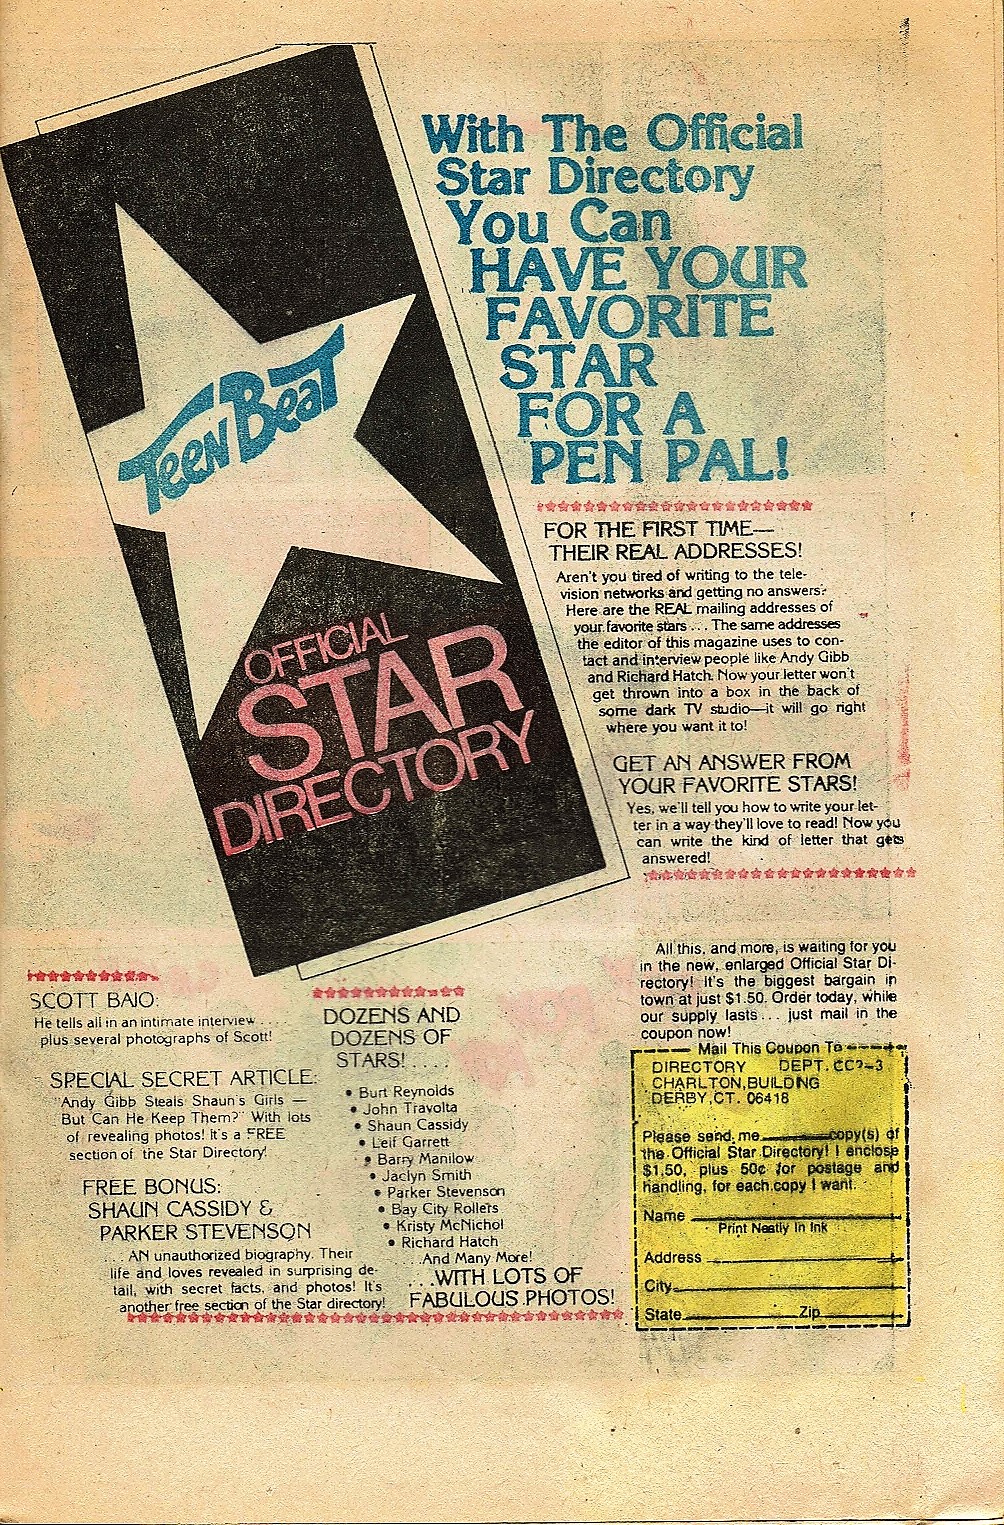 With The Official
Star Directory
You Can
HAVE YOUR
FAVORITE
STAR
FOR A
PEN PAL!
Teen Beat
OFFICIAL
STAR
DIRECTORY
FOR THE FIRST TIME—
THEIR REAL ADDRESSES!
Aren't you tired of writing to the tele-
vision networks and getting no answers?
Here are the REAL mailing addresses of
your favorite stars . . . The same addresses
the editor of this magazine uses to con-
tact and interview people like Andy Gibb
and Richard Hatch. Now your letter won't
get thrown into a box in the back of
some dark TV studio—it will go right
where you want it to!
GET AN ANSWER FROM
YOUR FAVORITE STARS!
Yes, we'll tell you how to write your let-
ter in a way they'll love to read! Now you
can write the kind of letter that gets
answered!
SCOTT BAIO:
He tells all in an intimate interview . . .
plus several photographs of Scott!
SPECIAL SECRET ARTICLE:
"Andy Gibb Steals Shaun's Girls —
But Can He Keep Them?" With lots
of revealing photos! It's a FREE
section of the Star Directory!
FREE BONUS:
SHAUN CASSIDY &
PARKER STEVENSON
. . . AN unauthorized biography. Their
life and loves revealed in surprising de-
tail, with secret facts, and photos! It's
another free section of the Star directory!
DOZENS AND
DOZENS OF
STARS! . . . .
• Burt Reynolds
• John Travolta
• Shaun Cassidy
• Leif Garrett
• Barry Manilow
• Jaclyn Smith
• Parker Stevenson
• Bay City Rollers
• Kristy McNichol
• Richard Hatch
. . . And Many More!
. . .WITH LOTS OF
FABULOUS PHOTOS!
All this, and more, is waiting for you
in the new, enlarged Official Star Di-
rectory! It's the biggest bargain in
town at just $1.50. Order today, while
our supply lasts . . . just mail in the
coupon now!
Mail This Coupon To
DIRECTORY DEPT.
CHARLTON BUILDING
DERBY, CT. 06418
Please send me ______ copy(s) of
the Official Star Directory! I enclose
$1.50, plus 50¢ for postage and
handling, for each copy I want.
Name
Print Neatly In Ink
Address
City
State Zip